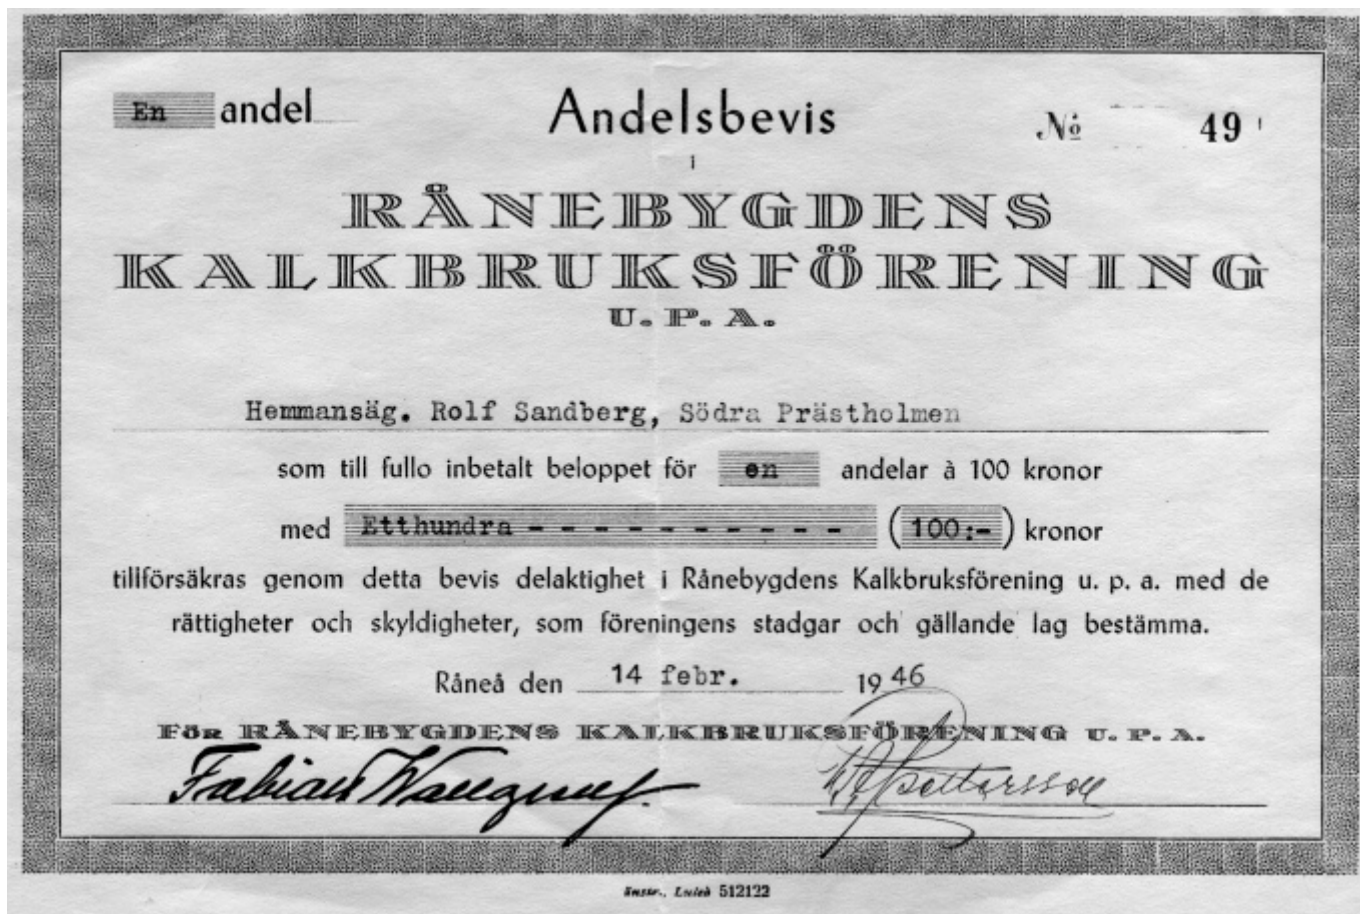 En andel Andelsbevis No 49
i
RÅNEBYGDENS
KALKBRUKSFÖRENING
U. P. A.
Hemmansäg. Rolf Sandberg, Södra Prästholmen
som till fullo inbetalt beloppet för en andelar à 100 kronor
med Etthundra - - - - - - - - - - (100:-) kronor
tillförsäkras genom detta bevis delaktighet i Rånebygdens Kalkbruksförening u. p. a. med de
rättigheter och skyldigheter, som föreningens stadgar och gällande lag bestämma.
Råneå den 14 febr. 1946
FÖR RÅNEBYGDENS KALKBRUKSFÖRENING U. P. A.
Fabian Pettersson
Luleå 512122